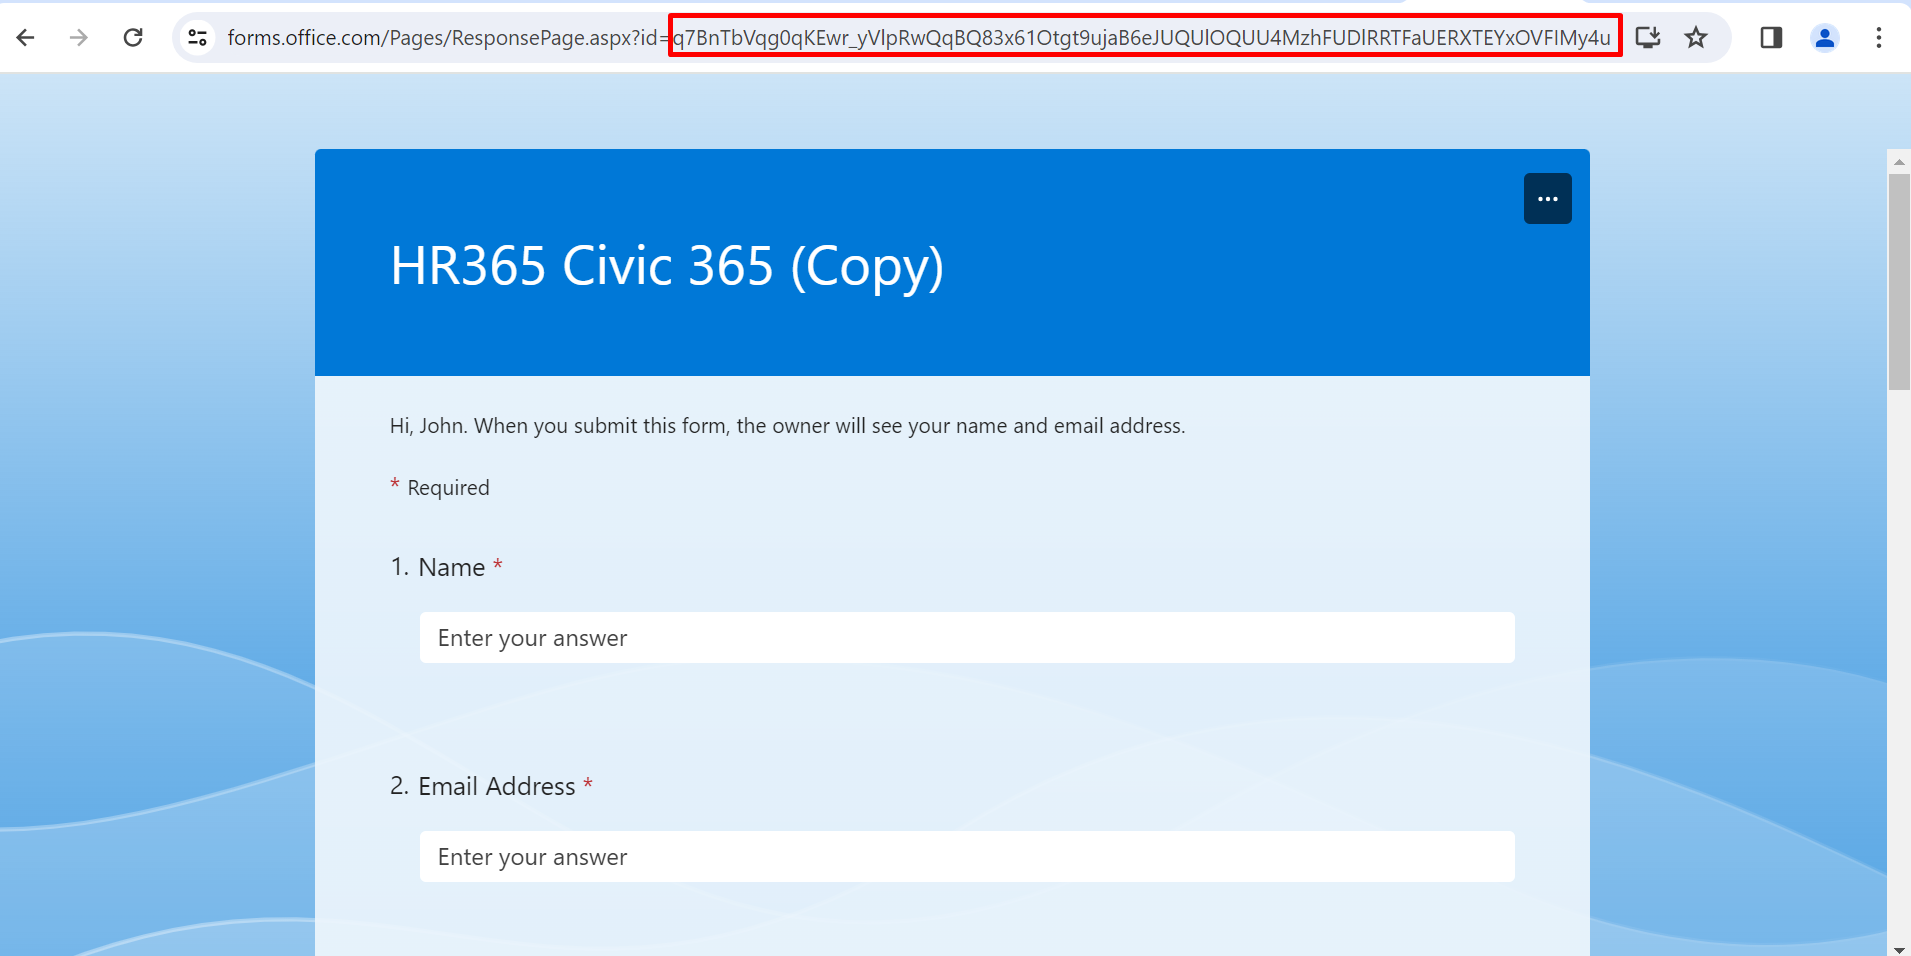 forms.office.com/Pages/ResponsePage.aspx?id=q7BnTbVqg0qKEwr_yVlpRwQqBQ83x61Otgt9ujaB6eJUQUlOQUU4MzhFUDlRRTFaUERXTEYxOVFIMy4u
HR365 Civic 365 (Copy)
Hi, John. When you submit this form, the owner will see your name and email address.
* Required
1. Name *
Enter your answer
2. Email Address *
Enter your answer